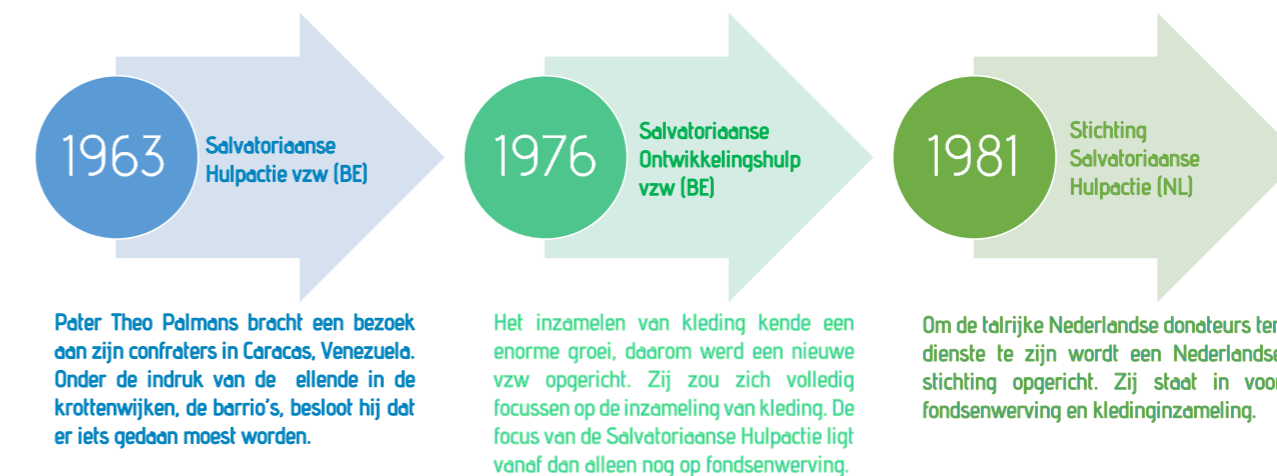 1963
Salvatoriaanse
Hulpactie vzw (BE)
Pater Theo Palmans bracht een bezoek
aan zijn confraters in Caracas, Venezuela.
Onder de indruk van de ellende in de
krottenwijken, de barrio's, besloot hij dat
er iets gedaan moest worden.
1976
Salvatoriaanse
Ontwikkelingshulp
vzw (BE)
Het inzamelen van kleding kende een
enorme groei, daarom werd een nieuwe
vzw opgericht. Zij zou zich volledig
focussen op de inzameling van kleding. De
focus van de Salvatoriaanse Hulpactie ligt
vanaf dan alleen nog op fondsenwerving.
1981
Stichting
Salvatoriaanse
Hulpactie (NL)
Om de talrijke Nederlandse donateurs ten
dienste te zijn wordt een Nederlandse
stichting opgericht. Zij staat in voor
fondsenwerving en kledinginzameling.